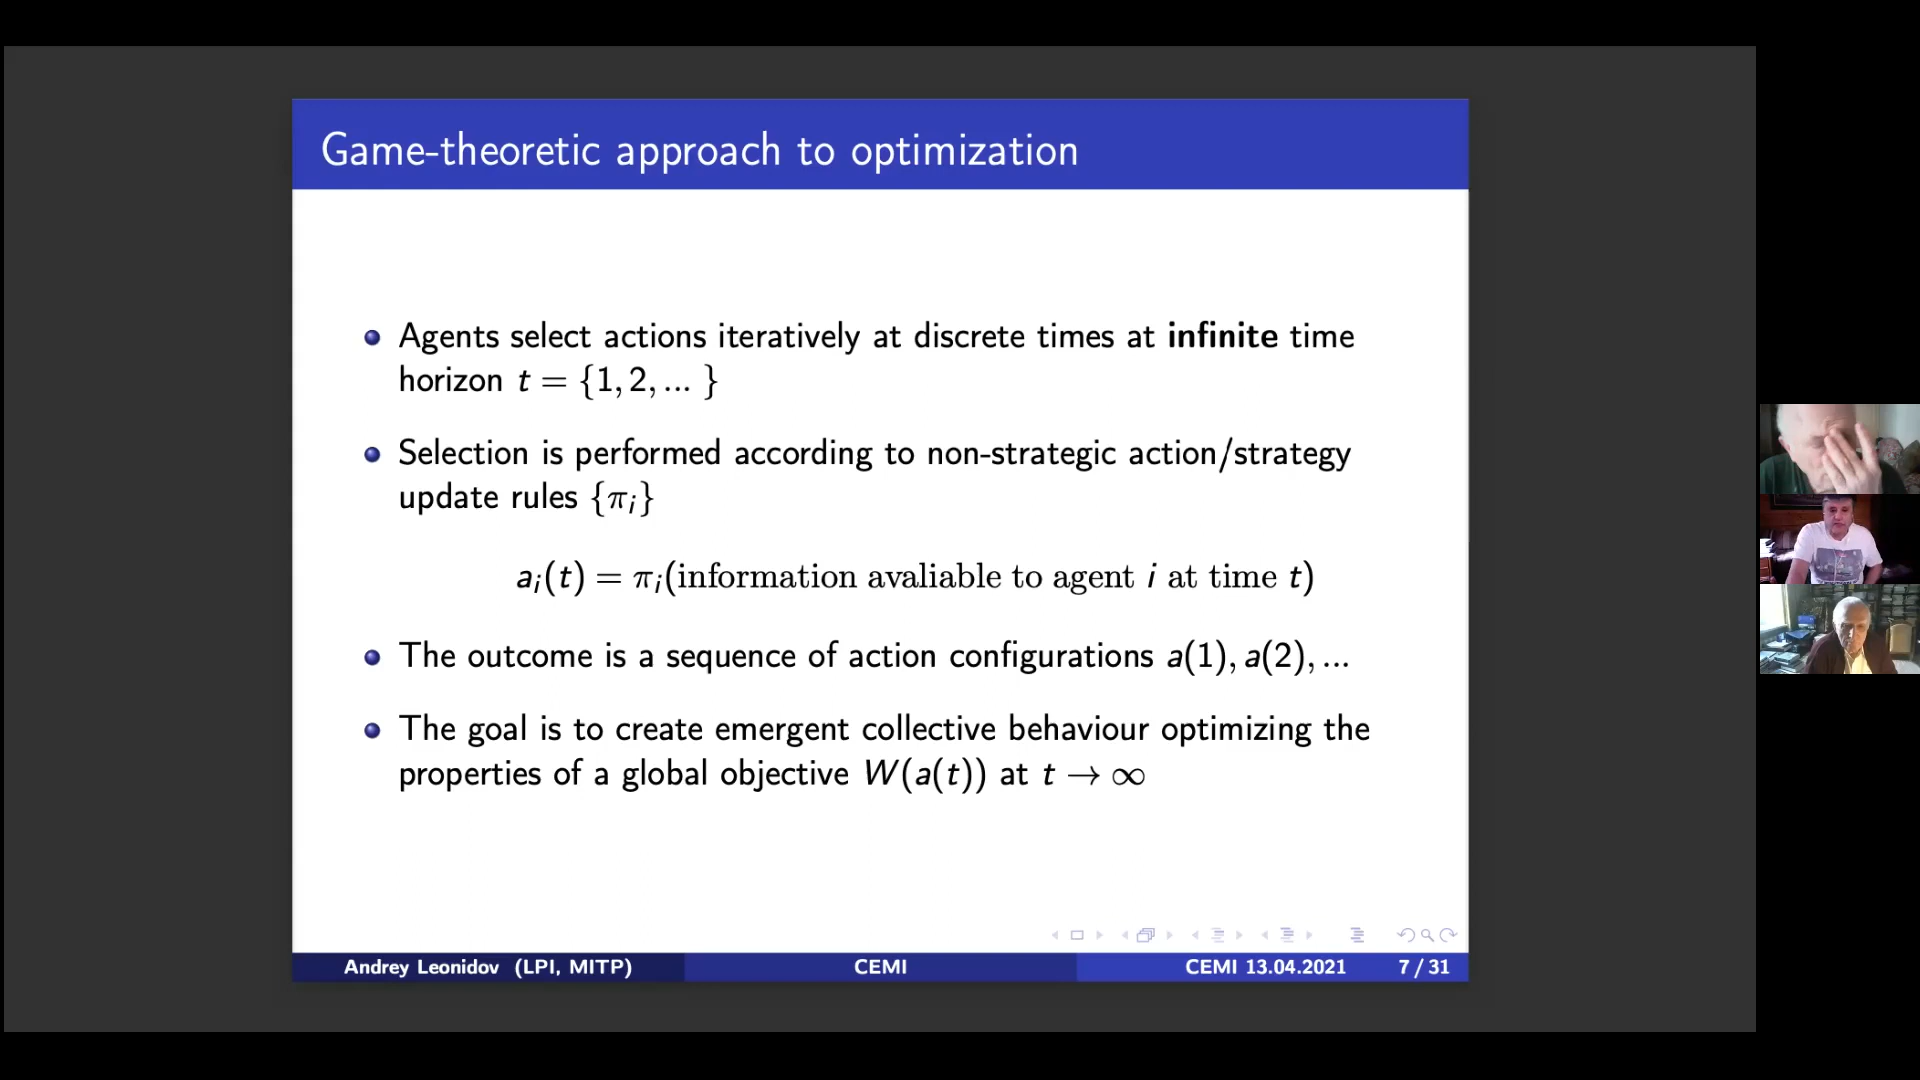 Game-theoretic approach to optimization
Agents select actions iteratively at discrete times at infinite time
horizon t = {1, 2, ... }
Selection is performed according to non-strategic action/strategy
update rules {πᵢ}
aᵢ(t) = πᵢ(information avaliable to agent i at time t)
The outcome is a sequence of action configurations a(1), a(2), ...
The goal is to create emergent collective behaviour optimizing the
properties of a global objective W(a(t)) at t → ∞
Andrey Leonidov (LPI, MITP) CEMI CEMI 13.04.2021 7 / 31